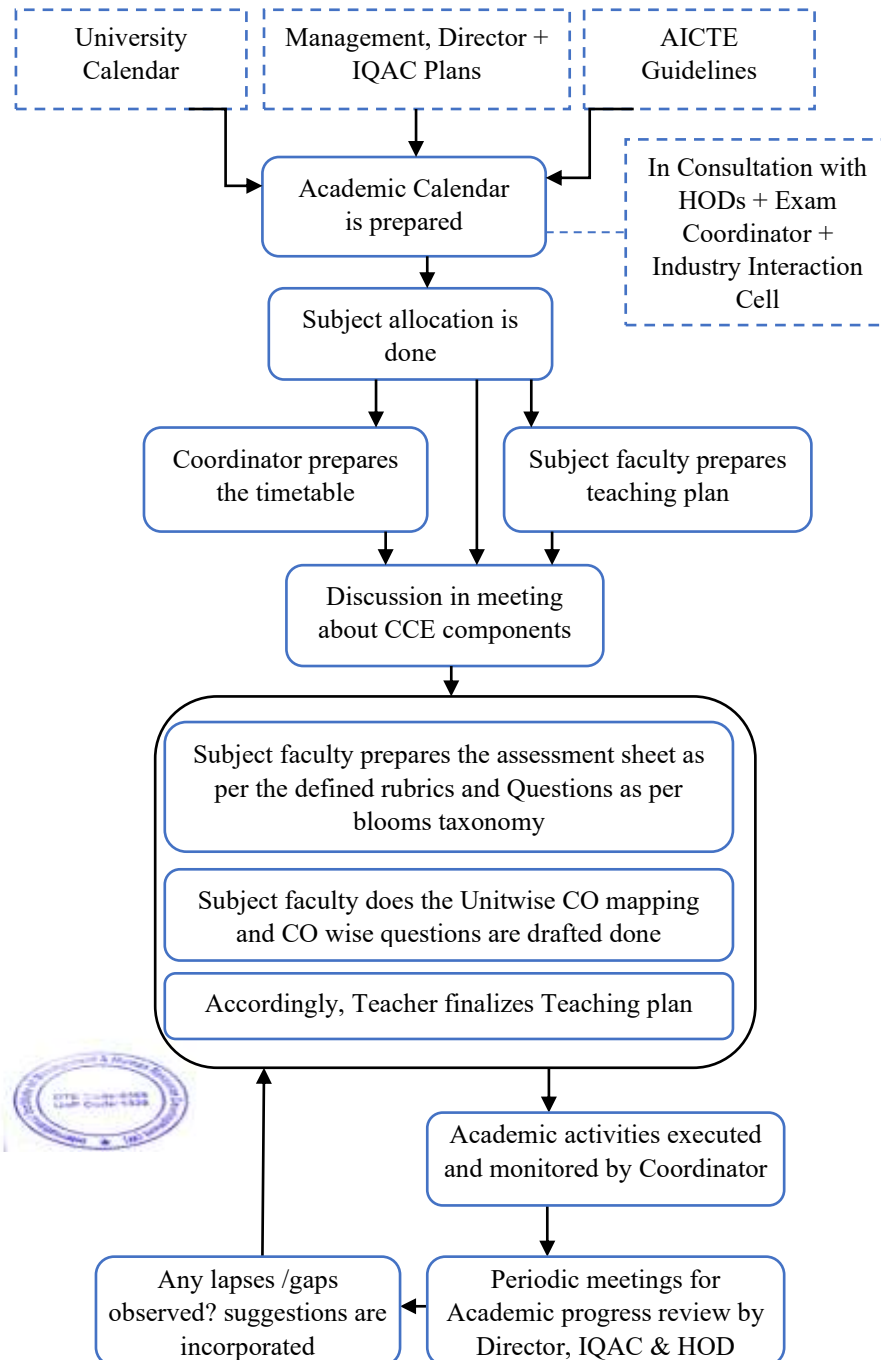 University
Calendar
Management, Director +
IQAC Plans
AICTE
Guidelines
Academic Calendar
is prepared
In Consultation with
HODs + Exam
Coordinator +
Industry Interaction
Cell
Subject allocation is
done
Coordinator prepares
the timetable
Subject faculty prepares
teaching plan
Discussion in meeting
about CCE components
Subject faculty prepares the assessment sheet as
per the defined rubrics and Questions as per
blooms taxonomy
Subject faculty does the Unitwise CO mapping
and CO wise questions are drafted done
Accordingly, Teacher finalizes Teaching plan
Academic activities executed
and monitored by Coordinator
Any lapses /gaps
observed? suggestions are
incorporated
Periodic meetings for
Academic progress review by
Director, IQAC & HOD